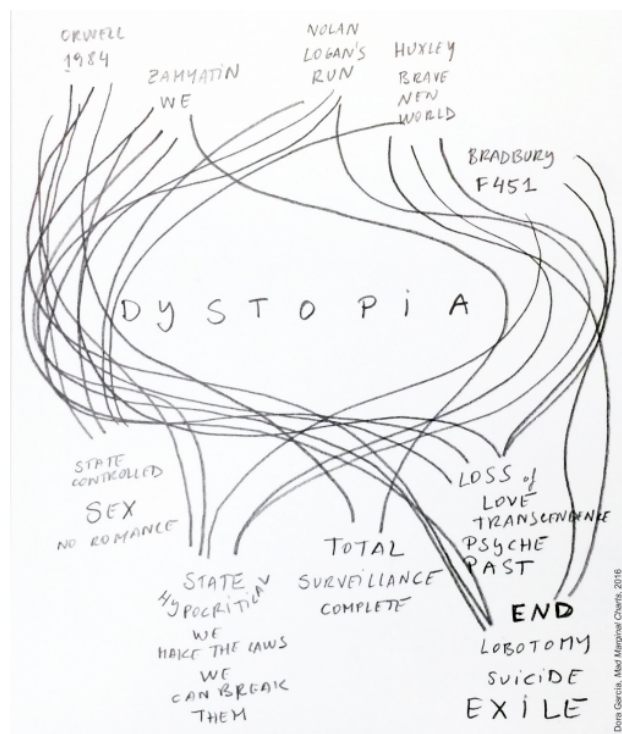 ORWELL
1984
ZAMYATIN
WE
NOLAN
LOGAN'S
RUN
HUXLEY
BRAVE
NEW
WORLD
BRADBURY
F451
DYSTOPIA
STATE
CONTROLLED
SEX
NO ROMANCE
STATE
HYPOCRITICAL
WE
MAKE THE LAWS
WE
CAN BREAK
THEM
TOTAL
SURVEILLANCE
COMPLETE
LOSS of
LOVE
TRANSCENDENCE
PSYCHE
PAST
END
LOBOTOMY
SUICIDE
EXILE
Dora García, Mad Marginal Charts, 2016